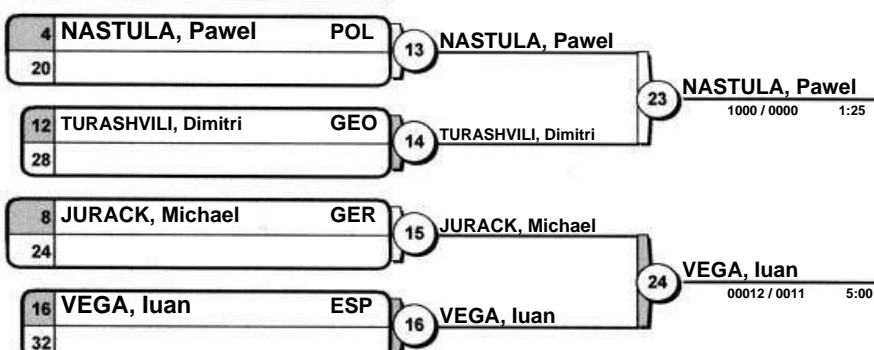 4 NASTULA, Pawel POL
20
13 NASTULA, Pawel
12 TURASHVILI, Dimitri GEO
28
14 TURASHVILI, Dimitri
23 NASTULA, Pawel
1000 / 0000 1:25
8 JURACK, Michael GER
24
15 JURACK, Michael
16 VEGA, Iuan ESP
32
16 VEGA, Iuan
24 VEGA, Iuan
00012 / 0011 5:00